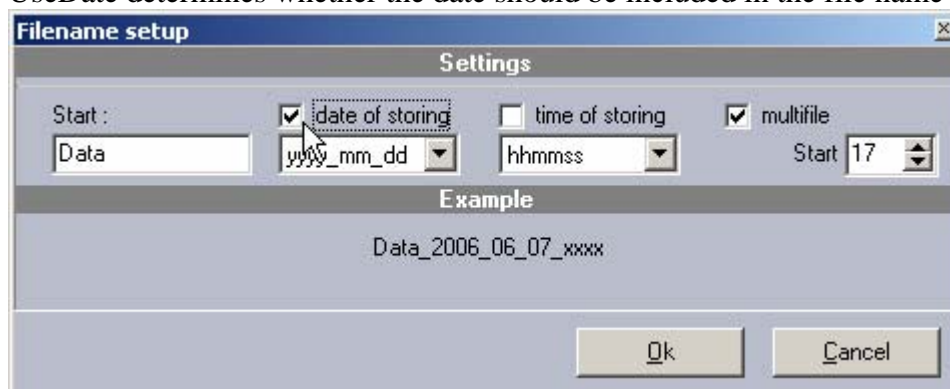 UseDate determines whether the date should be included in the file name
Filename setup
Settings
Start : date of storing time of storing multifile
Data yyyy_mm_dd hhmmss Start 17
Example
Data_2006_06_07_xxxx
Ok Cancel